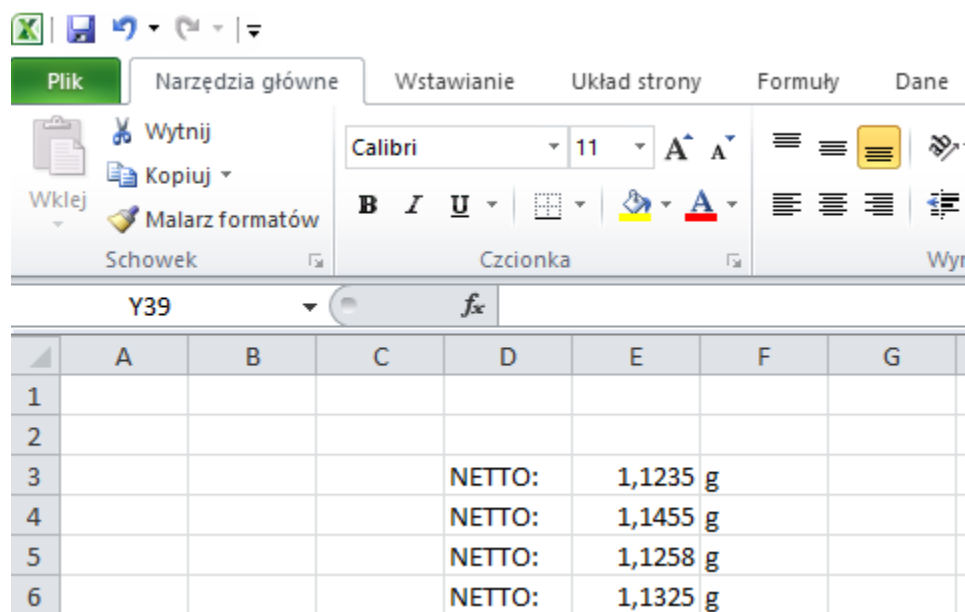 Plik Narzędzia główne Wstawianie Układ strony Formuły Dane
Wklej
Wytnij
Kopiuj
Malarz formatów
Schowek
Calibri 11 A A
B I U A
Czcionka
Wyr
Y39 fx
A B C D E F G
1
2
3 NETTO: 1,1235 g
4 NETTO: 1,1455 g
5 NETTO: 1,1258 g
6 NETTO: 1,1325 g